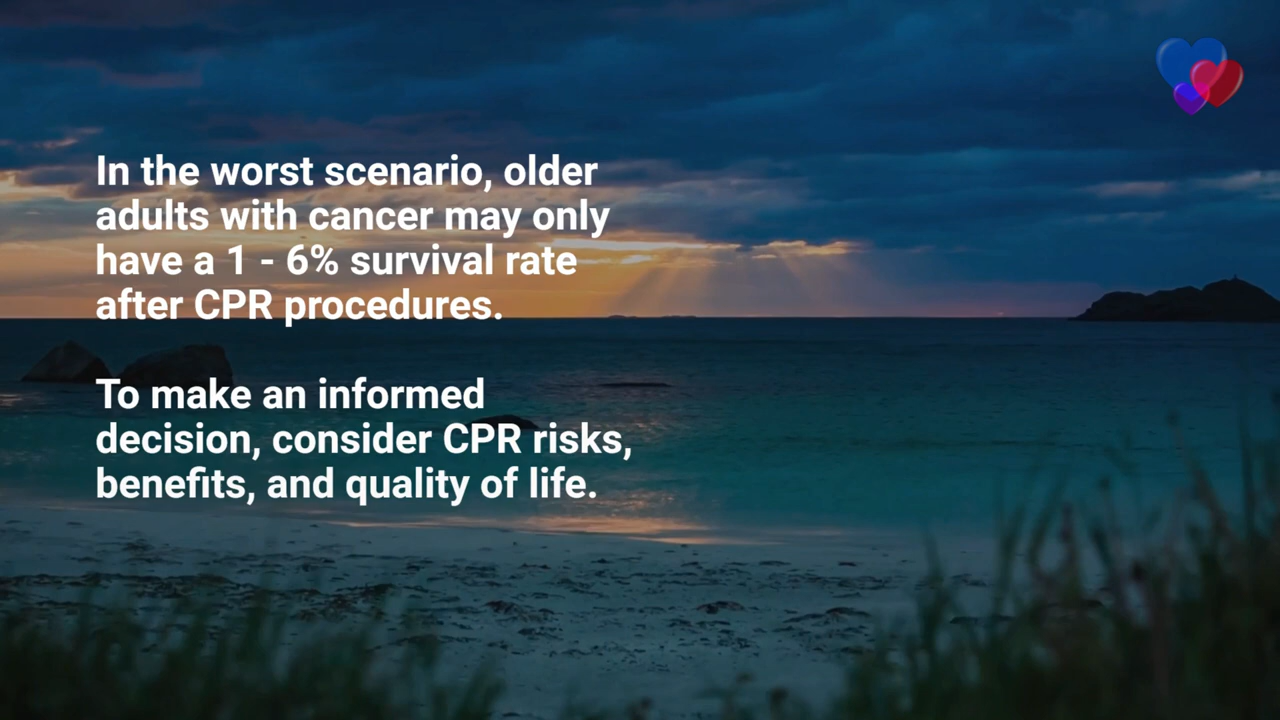 In the worst scenario, older
adults with cancer may only
have a 1 - 6% survival rate
after CPR procedures.
To make an informed
decision, consider CPR risks,
benefits, and quality of life.